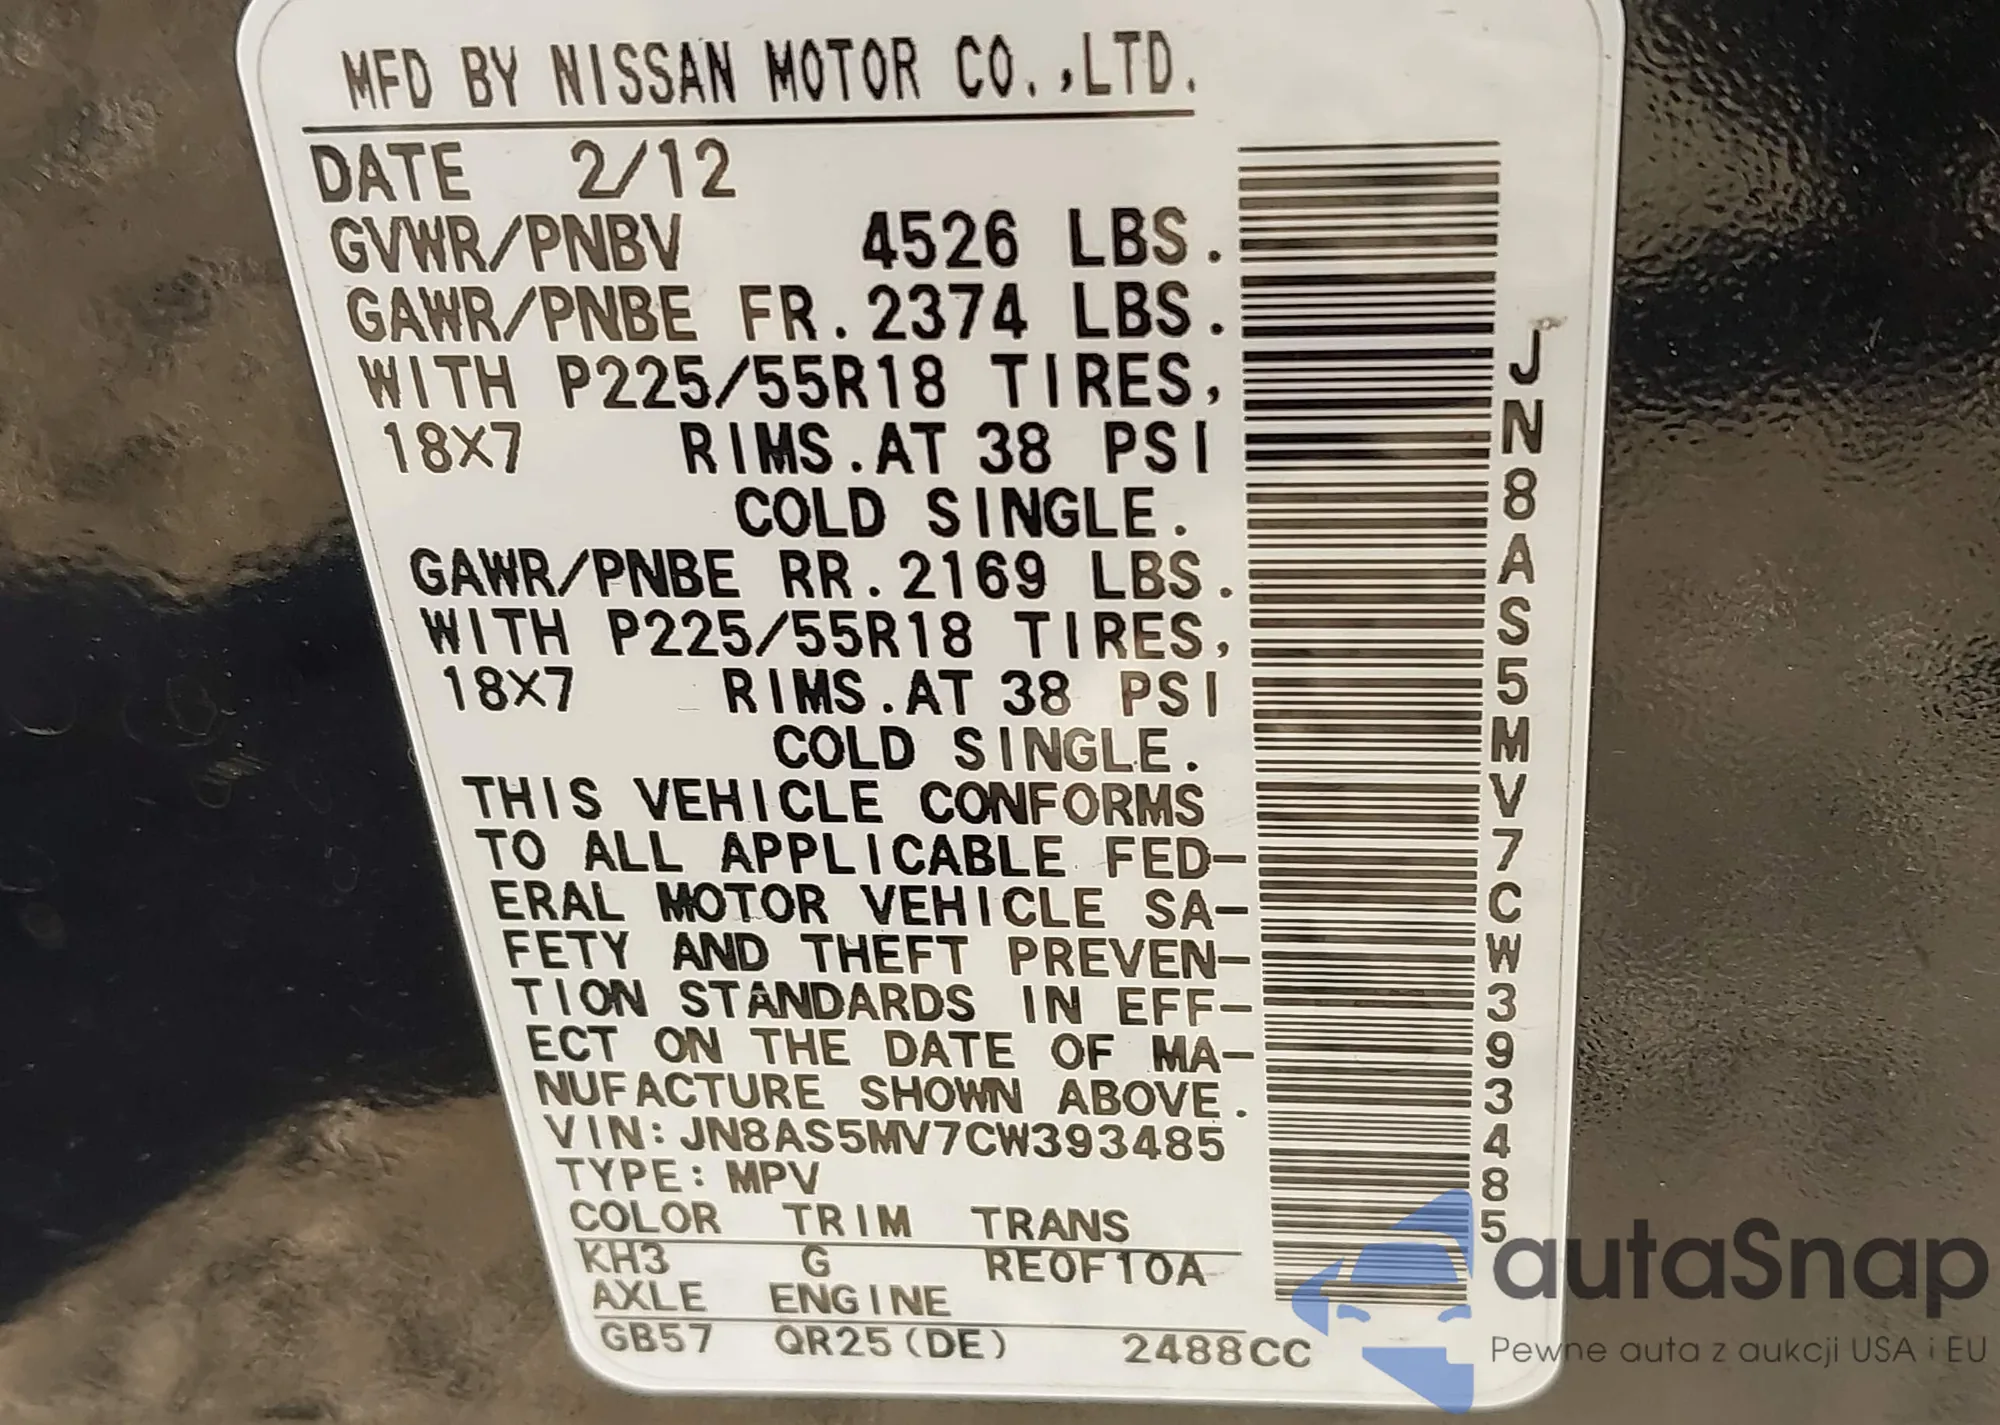 MFD BY NISSAN MOTOR CO.,LTD.
DATE 2/12
GVWR/PNBV 4526 LBS.
GAWR/PNBE FR.2374 LBS.
WITH P225/55R18 TIRES,
18X7 RIMS.AT 38 PSI
COLD SINGLE.
GAWR/PNBE RR.2169 LBS.
WITH P225/55R18 TIRES,
18X7 RIMS.AT 38 PSI
COLD SINGLE.
THIS VEHICLE CONFORMS
TO ALL APPLICABLE FED-
ERAL MOTOR VEHICLE SA-
FETY AND THEFT PREVEN-
TION STANDARDS IN EFF-
ECT ON THE DATE OF MA-
NUFACTURE SHOWN ABOVE.
VIN:JN8AS5MV7CW393485
TYPE:MPV
COLOR TRIM TRANS
KH3 G RE0F10A
AXLE ENGINE
GB57 QR25(DE) 2488CC
JN8AS5MV7CW393485
autaSnap
Pewne auta z aukcji USA i EU